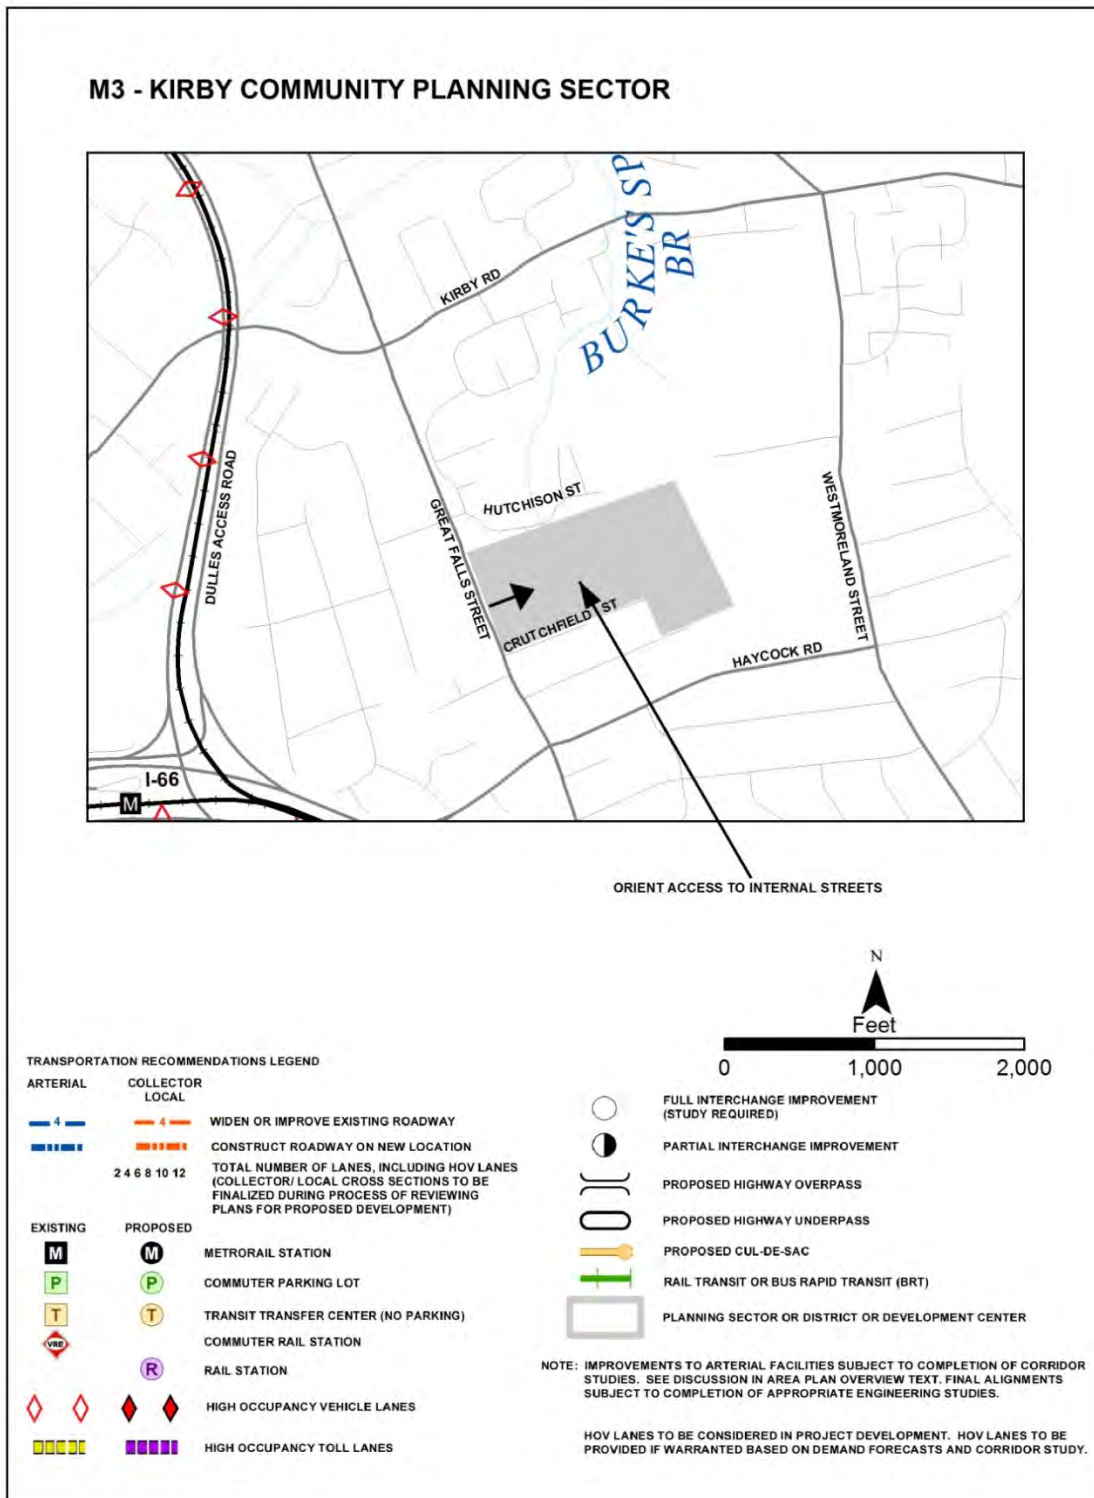 M3 - KIRBY COMMUNITY PLANNING SECTOR
BURKE'S SP
BR
KIRBY RD
DULLES ACCESS ROAD
GREAT FALLS STREET
HUTCHISON ST
WESTMORELAND STREET
CRUTCHFIELD ST
HAYCOCK RD
I-66
M
ORIENT ACCESS TO INTERNAL STREETS
N
Feet
0 1,000 2,000
TRANSPORTATION RECOMMENDATIONS LEGEND
ARTERIAL COLLECTOR
LOCAL
4 4 WIDEN OR IMPROVE EXISTING ROADWAY
CONSTRUCT ROADWAY ON NEW LOCATION
2 4 6 8 10 12 TOTAL NUMBER OF LANES, INCLUDING HOV LANES
(COLLECTOR/ LOCAL CROSS SECTIONS TO BE
FINALIZED DURING PROCESS OF REVIEWING
PLANS FOR PROPOSED DEVELOPMENT)
EXISTING PROPOSED
M M METRORAIL STATION
P P COMMUTER PARKING LOT
T T TRANSIT TRANSFER CENTER (NO PARKING)
VRE COMMUTER RAIL STATION
R RAIL STATION
HIGH OCCUPANCY VEHICLE LANES
HIGH OCCUPANCY TOLL LANES
FULL INTERCHANGE IMPROVEMENT
(STUDY REQUIRED)
PARTIAL INTERCHANGE IMPROVEMENT
PROPOSED HIGHWAY OVERPASS
PROPOSED HIGHWAY UNDERPASS
PROPOSED CUL-DE-SAC
RAIL TRANSIT OR BUS RAPID TRANSIT (BRT)
PLANNING SECTOR OR DISTRICT OR DEVELOPMENT CENTER
NOTE: IMPROVEMENTS TO ARTERIAL FACILITIES SUBJECT TO COMPLETION OF CORRIDOR
STUDIES. SEE DISCUSSION IN AREA PLAN OVERVIEW TEXT. FINAL ALIGNMENTS
SUBJECT TO COMPLETION OF APPROPRIATE ENGINEERING STUDIES.
HOV LANES TO BE CONSIDERED IN PROJECT DEVELOPMENT. HOV LANES TO BE
PROVIDED IF WARRANTED BASED ON DEMAND FORECASTS AND CORRIDOR STUDY.